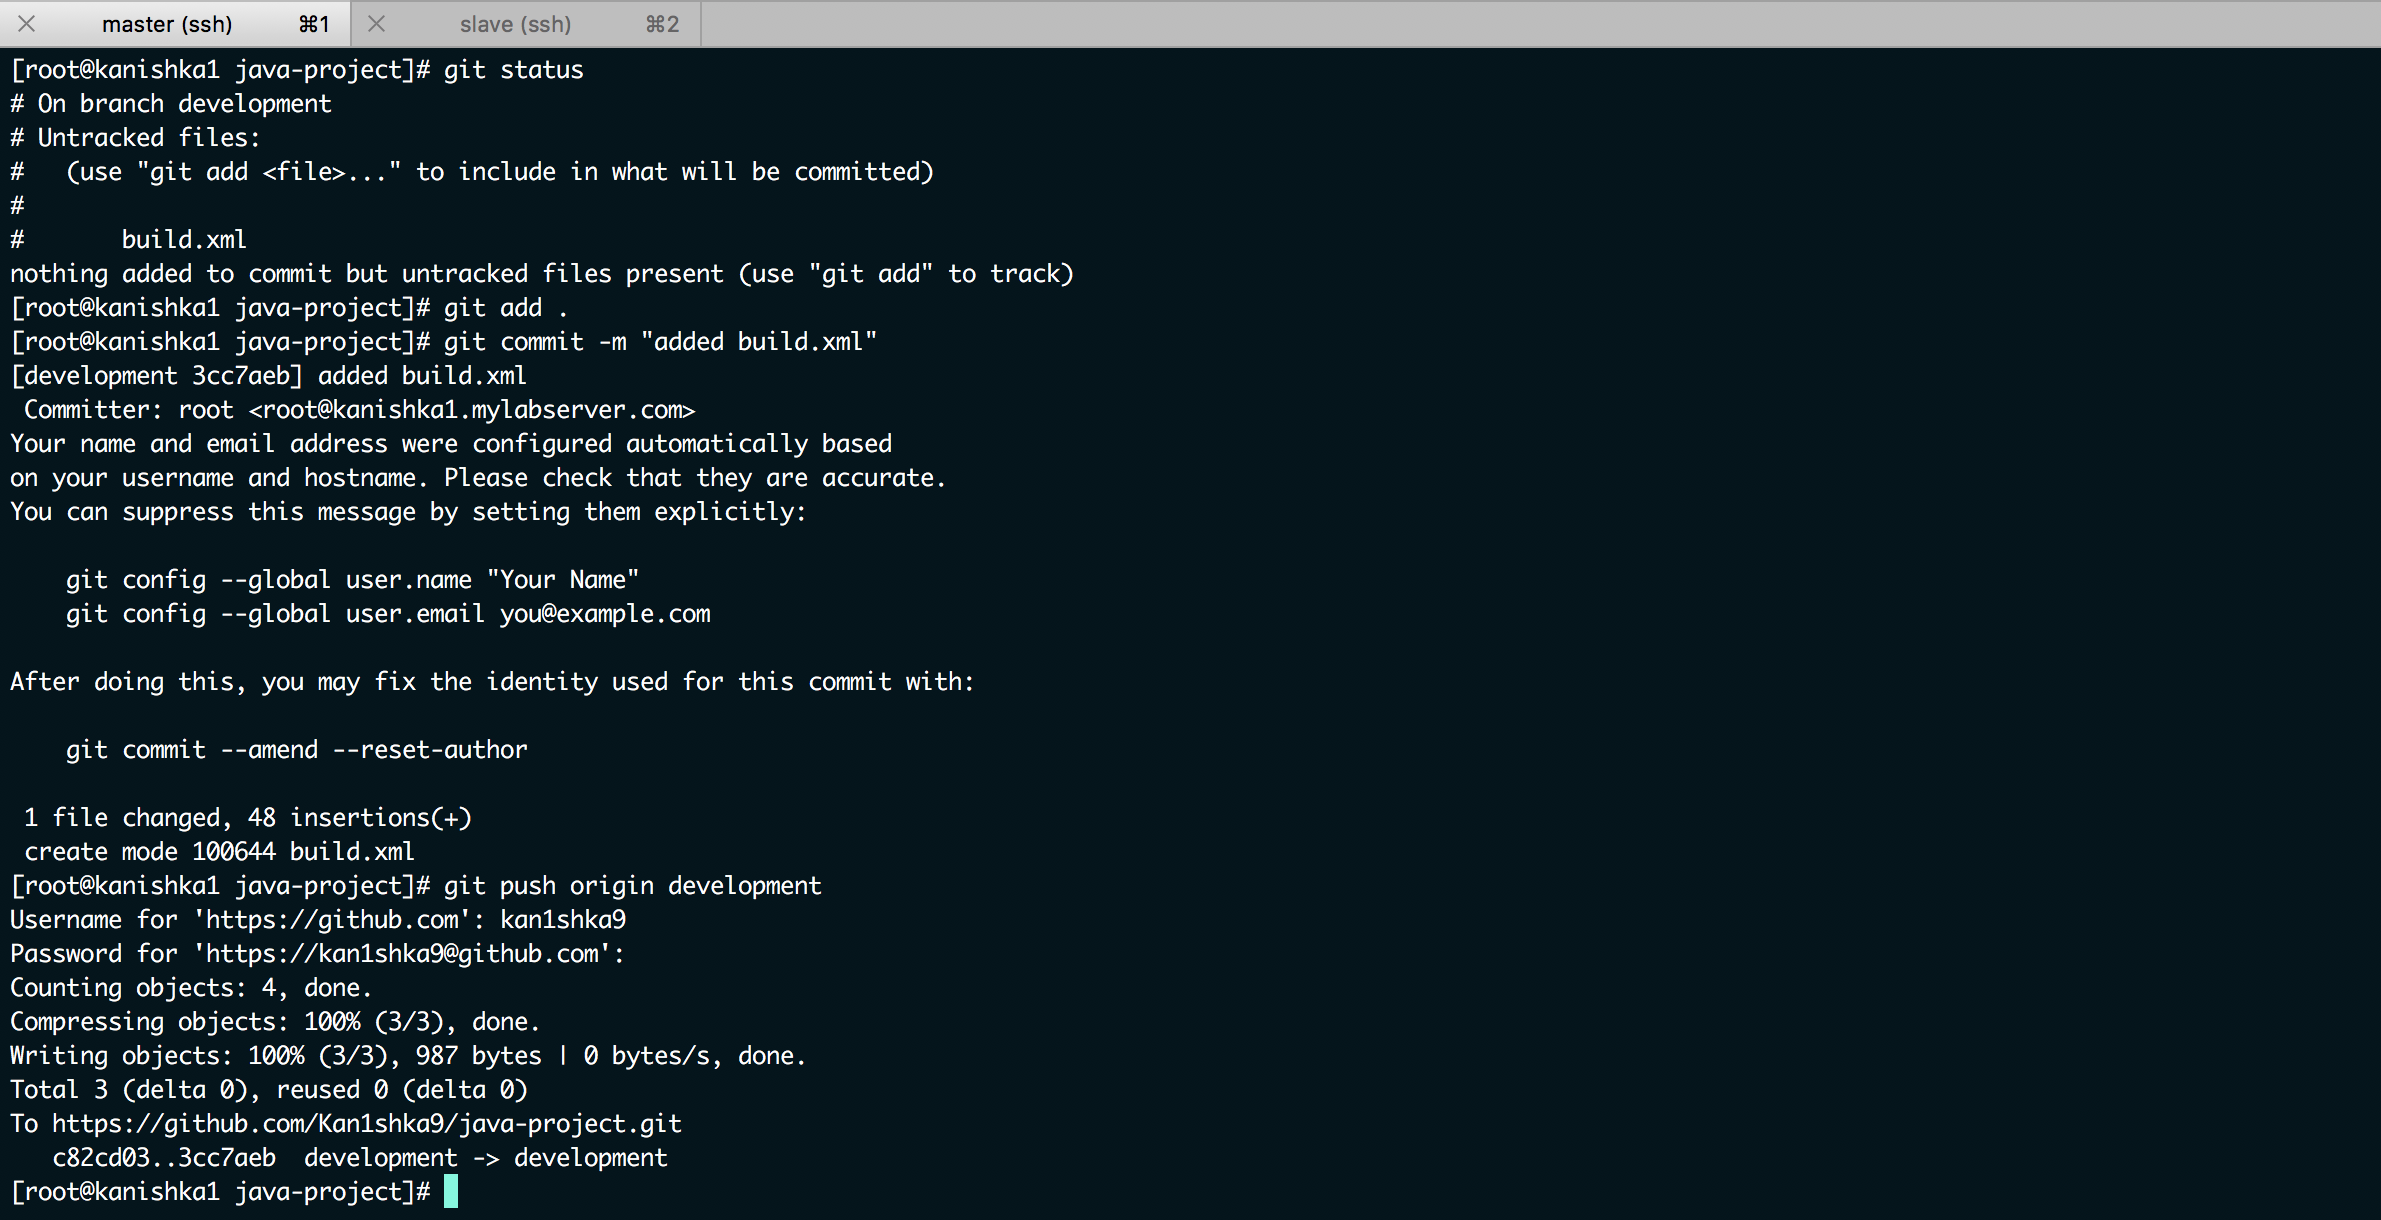 master (ssh) ⌘1 slave (ssh) ⌘2
[root@kanishka1 java-project]# git status
# On branch development
# Untracked files:
#   (use "git add <file>..." to include in what will be committed)
#
#       build.xml
nothing added to commit but untracked files present (use "git add" to track)
[root@kanishka1 java-project]# git add .
[root@kanishka1 java-project]# git commit -m "added build.xml"
[development 3cc7aeb] added build.xml
 Committer: root <root@kanishka1.mylabserver.com>
Your name and email address were configured automatically based
on your username and hostname. Please check that they are accurate.
You can suppress this message by setting them explicitly:

    git config --global user.name "Your Name"
    git config --global user.email you@example.com

After doing this, you may fix the identity used for this commit with:

    git commit --amend --reset-author

 1 file changed, 48 insertions(+)
 create mode 100644 build.xml
[root@kanishka1 java-project]# git push origin development
Username for 'https://github.com': kan1shka9
Password for 'https://kan1shka9@github.com':
Counting objects: 4, done.
Compressing objects: 100% (3/3), done.
Writing objects: 100% (3/3), 987 bytes | 0 bytes/s, done.
Total 3 (delta 0), reused 0 (delta 0)
To https://github.com/Kan1shka9/java-project.git
   c82cd03..3cc7aeb  development -> development
[root@kanishka1 java-project]#